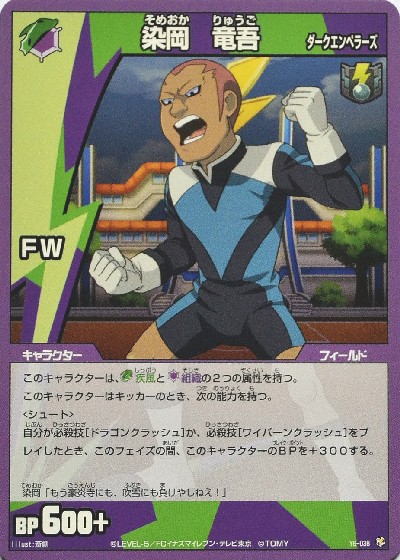 そめおか りゅうご
染岡 竜吾
ダークエンペラーズ
FW
キャラクター フィールド
このキャラクターは、疾風と組織の2つの属性を持つ。
このキャラクターはキッカーのとき、次の能力を持つ。
<シュート>
自分が必殺技[ドラゴンクラッシュ]か、必殺技[ワイバーンクラッシュ]をプ
レイしたとき、このフェイズの間、このキャラクターのBPを+300する。
染岡「もう豪炎寺にも、吹雪にも負けやしねえ!」
BP 600+
©LEVEL-5/FCイナズマイレブン・テレビ東京 ©TOMY